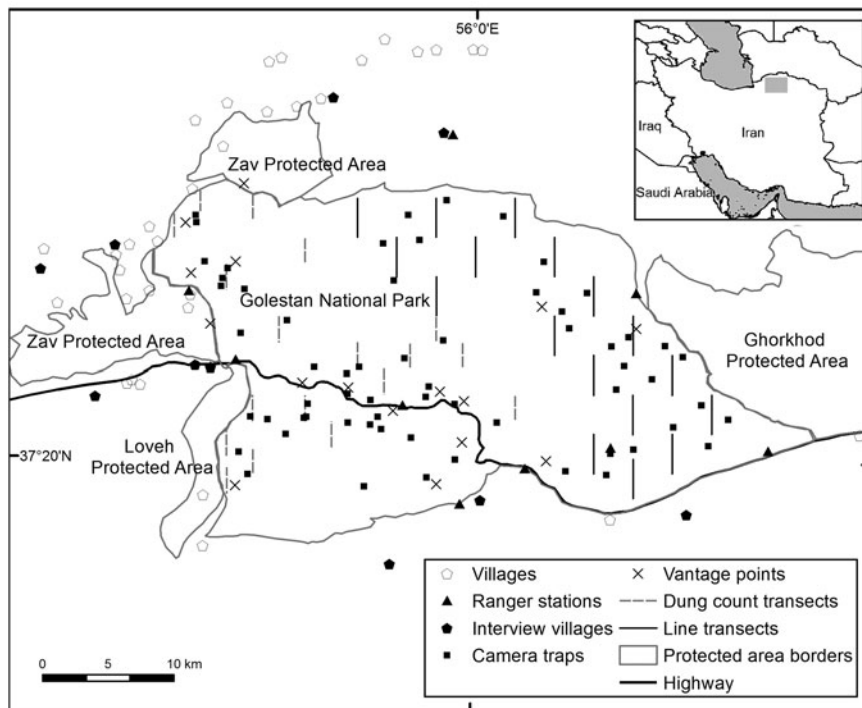 56°0'E
Iraq
Iran
Saudi Arabia
Zav Protected Area
Golestan National Park
Zav Protected Area
Ghorkhod
Protected Area
Loveh
Protected Area
37°20'N
Villages
Ranger stations
Interview villages
Camera traps
Vantage points
Dung count transects
Line transects
Protected area borders
Highway
0 5 10 km